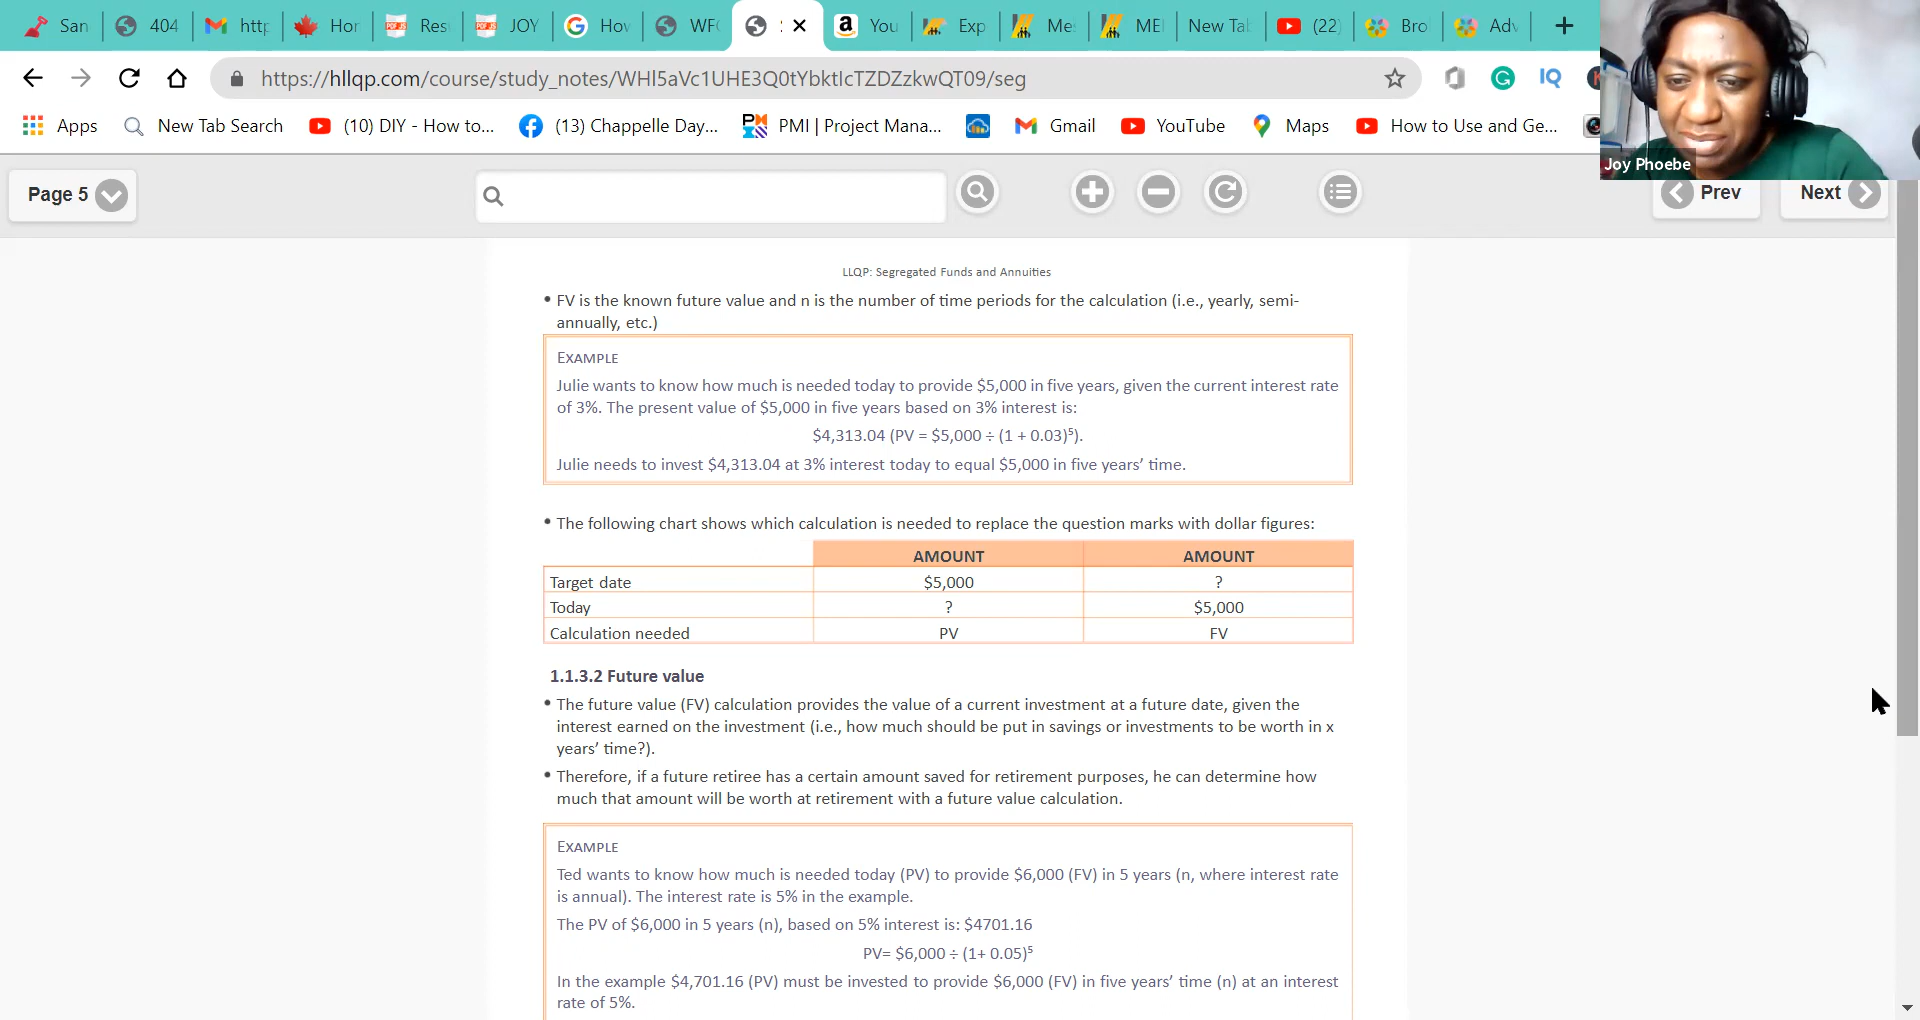 San
404
http
Hor
Res
JOY
Hov
WFC
You
Exp
Me
MEI
New Tab
(22)
Bro
Adv
https://hllqp.com/course/study_notes/WHl5aVc1UHE3Q0tYbktIcTZDZzkwQT09/seg
IQ
Apps
New Tab Search
(10) DIY - How to...
(13) Chappelle Day...
PMI | Project Mana...
Gmail
YouTube
Maps
How to Use and Ge...
Joy Phoebe
Page 5
Prev
Next
LLQP: Segregated Funds and Annuities
• FV is the known future value and n is the number of time periods for the calculation (i.e., yearly, semi-
annually, etc.)
EXAMPLE
Julie wants to know how much is needed today to provide $5,000 in five years, given the current interest rate
of 3%. The present value of $5,000 in five years based on 3% interest is:
$4,313.04 (PV = $5,000 ÷ (1 + 0.03)⁵).
Julie needs to invest $4,313.04 at 3% interest today to equal $5,000 in five years’ time.
• The following chart shows which calculation is needed to replace the question marks with dollar figures:
AMOUNT AMOUNT
Target date $5,000 ?
Today ? $5,000
Calculation needed PV FV
1.1.3.2 Future value
• The future value (FV) calculation provides the value of a current investment at a future date, given the
interest earned on the investment (i.e., how much should be put in savings or investments to be worth in x
years’ time?).
• Therefore, if a future retiree has a certain amount saved for retirement purposes, he can determine how
much that amount will be worth at retirement with a future value calculation.
EXAMPLE
Ted wants to know how much is needed today (PV) to provide $6,000 (FV) in 5 years (n, where interest rate
is annual). The interest rate is 5% in the example.
The PV of $6,000 in 5 years (n), based on 5% interest is: $4701.16
PV= $6,000 ÷ (1+ 0.05)⁵
In the example $4,701.16 (PV) must be invested to provide $6,000 (FV) in five years’ time (n) at an interest
rate of 5%.